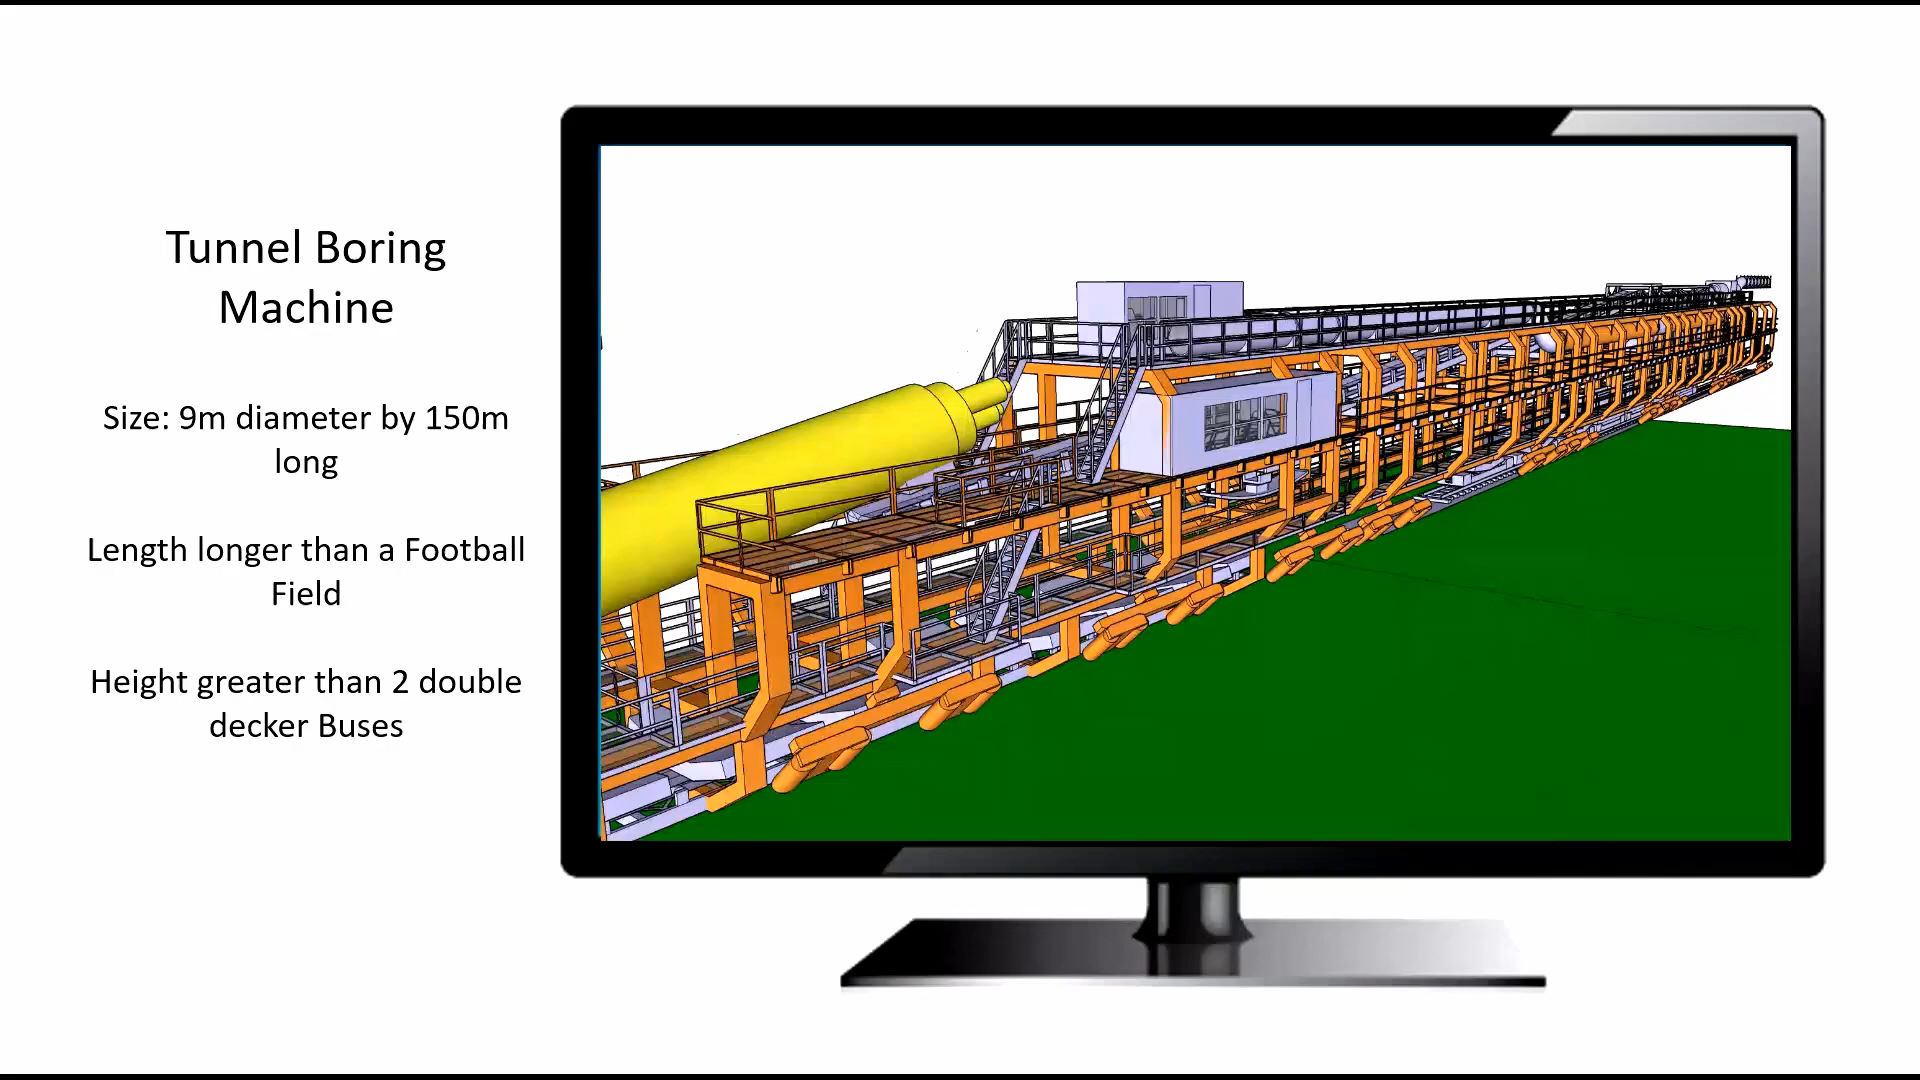 Tunnel Boring
Machine
Size: 9m diameter by 150m
long
Length longer than a Football
Field
Height greater than 2 double
decker Buses